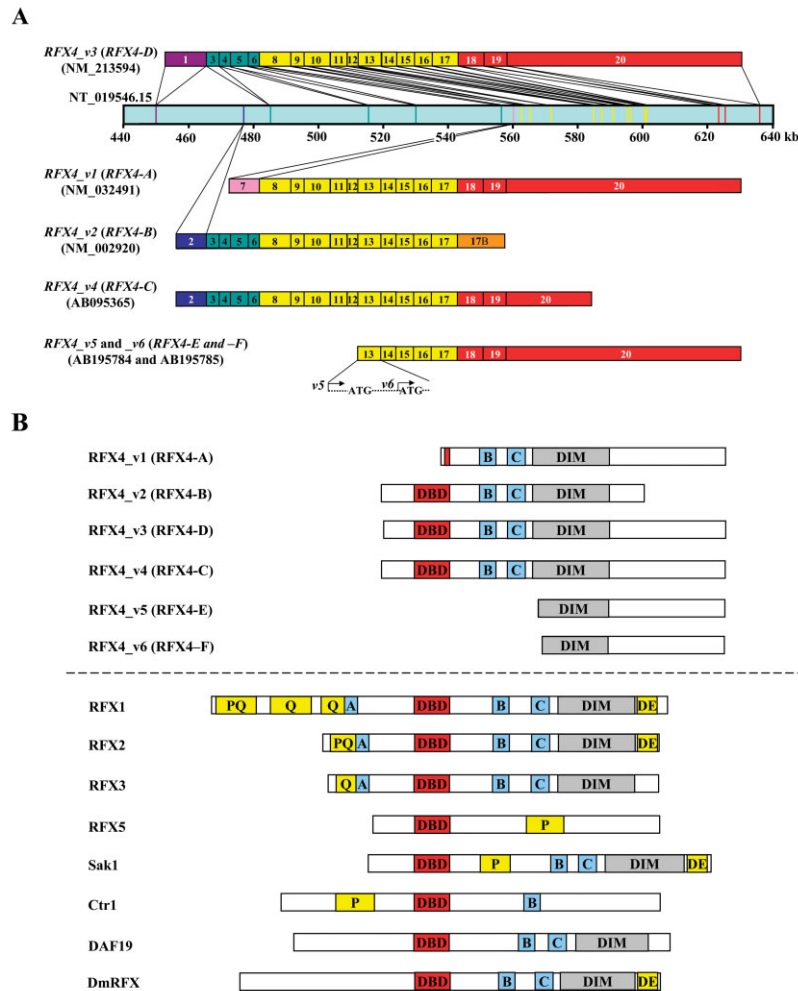 A
RFX4_v3 (RFX4-D)
(NM_213594)
1 3 4 5 6 8 9 10 11 12 13 14 15 16 17 18 19 20
NT_019546.15
440 460 480 500 520 540 560 580 600 620 640 kb
RFX4_v1 (RFX4-A)
(NM_032491)
7 8 9 10 11 12 13 14 15 16 17 18 19 20
RFX4_v2 (RFX4-B)
(NM_002920)
2 3 4 5 6 8 9 10 11 12 13 14 15 16 17 17B
RFX4_v4 (RFX4-C)
(AB095365)
2 3 4 5 6 8 9 10 11 12 13 14 15 16 17 18 19 20
RFX4_v5 and _v6 (RFX4-E and –F)
(AB195784 and AB195785)
13 14 15 16 17 18 19 20
v5 ATG v6 ATG
B
RFX4_v1 (RFX4-A) B C DIM
RFX4_v2 (RFX4-B) DBD B C DIM
RFX4_v3 (RFX4-D) DBD B C DIM
RFX4_v4 (RFX4-C) DBD B C DIM
RFX4_v5 (RFX4-E) DIM
RFX4_v6 (RFX4–F) DIM
RFX1 PQ Q Q A DBD B C DIM DE
RFX2 PQ A DBD B C DIM DE
RFX3 Q A DBD B C DIM
RFX5 DBD P
Sak1 DBD P B C DIM DE
Ctr1 P DBD B
DAF19 DBD B C DIM
DmRFX DBD B C DIM DE